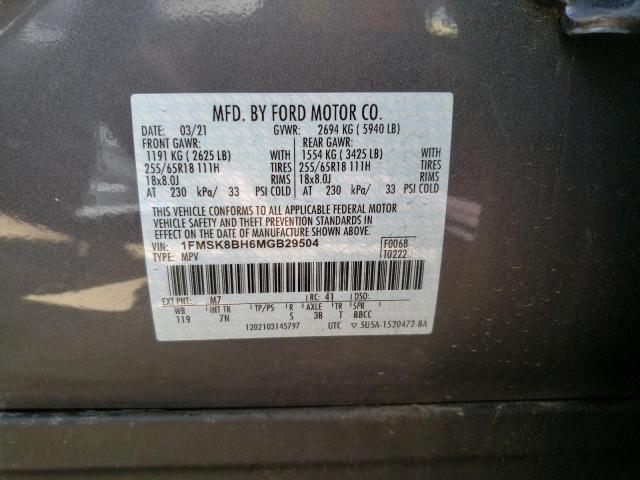 MFD. BY FORD MOTOR CO.
DATE: 03/21 GVWR: 2694 KG ( 5940 LB)
FRONT GAWR: REAR GAWR:
1191 KG ( 2625 LB) WITH 1554 KG ( 3425 LB) WITH
255/65R18 111H TIRES 255/65R18 111H TIRES
18x8.0J RIMS 18x8.0J RIMS
AT 230 kPa/ 33 PSI COLD AT 230 kPa/ 33 PSI COLD
THIS VEHICLE CONFORMS TO ALL APPLICABLE FEDERAL MOTOR
VEHICLE SAFETY AND THEFT PREVENTION STANDARDS IN
EFFECT ON THE DATE OF MANUFACTURE SHOWN ABOVE.
VIN: 1FMSK8BH6MGB29504 F0068
TYPE: MPV T0222
EXT PNT: M7 RC: 41 DSO:
WB INT TR TP/PS R AXLE TR SPR
119 7N S 3B T BBCC
1202103145797 UTC ▽ 5U5A-1520472-BA